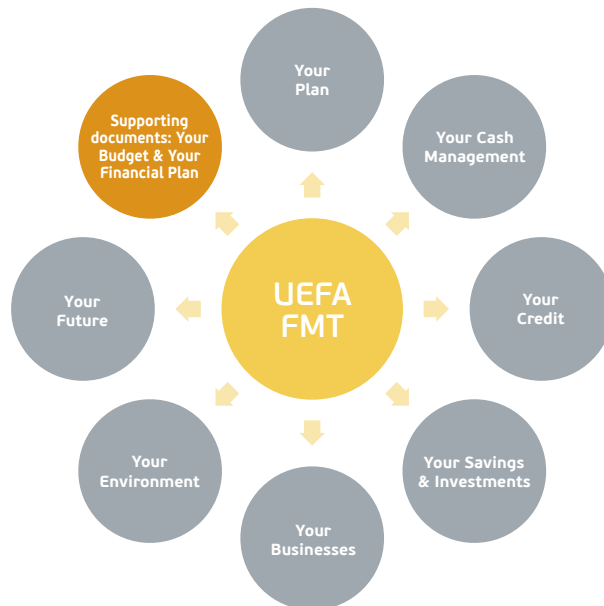 Your
Plan
Supporting
documents: Your
Budget & Your
Financial Plan
Your Cash
Management
UEFA
FMT
Your
Future
Your
Credit
Your
Environment
Your Savings
& Investments
Your
Businesses